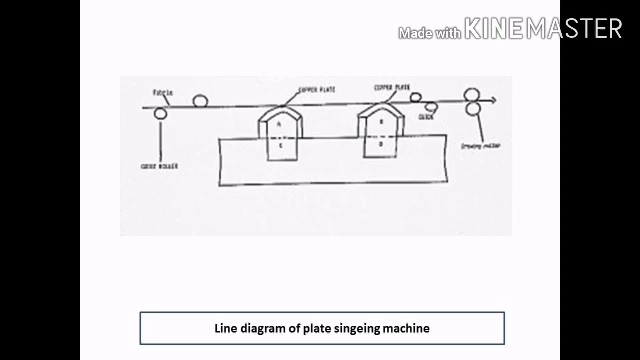 Made with KINEMASTER
Fabric
COPPER PLATE
COPPER PLATE
A
B
GUIDE
C
D
GUIDE ROLLER
Drawing roller
Line diagram of plate singeing machine